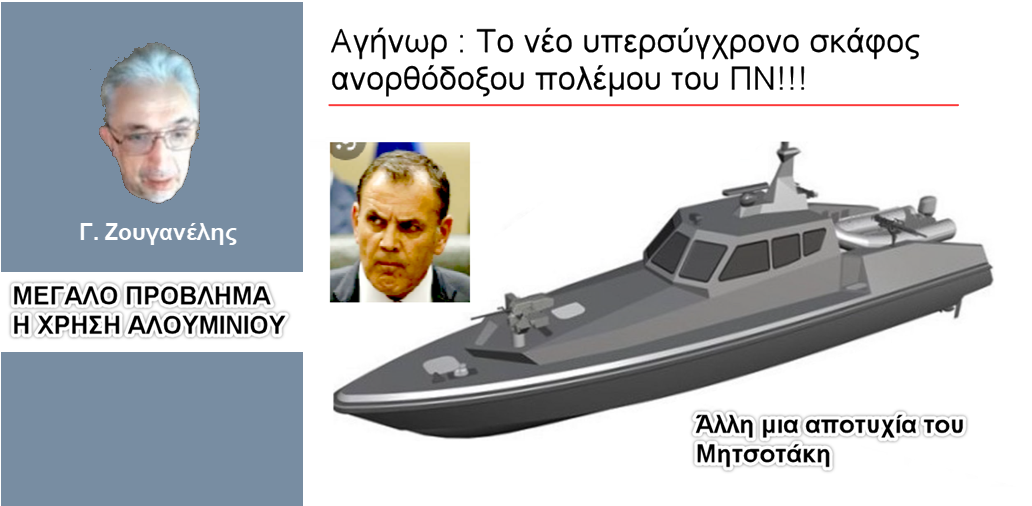 Αγήνωρ : Το νέο υπερσύγχρονο σκάφος
ανορθόδοξου πολέμου του ΠΝ!!!
Γ. Ζουγανέλης
ΜΕΓΑΛΟ ΠΡΟΒΛΗΜΑ
Η ΧΡΗΣΗ ΑΛΟΥΜΙΝΙΟΥ
Άλλη μια αποτυχία του
Μητσοτάκη